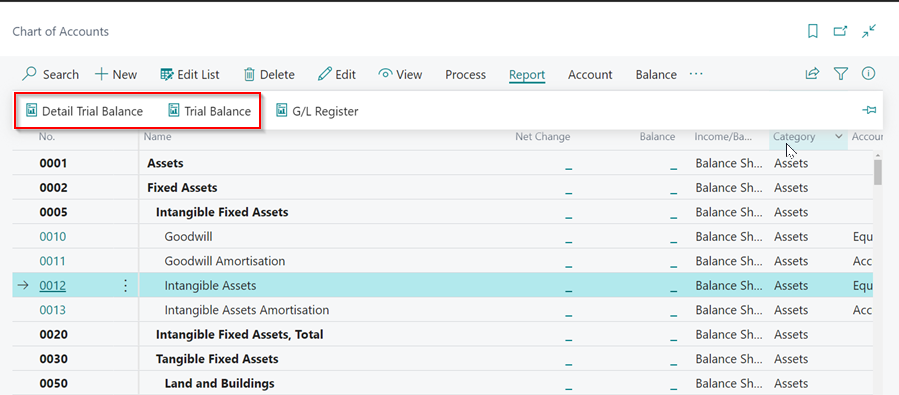 Chart of Accounts
Search New Edit List Delete Edit View Process Report Account Balance ...
Detail Trial Balance Trial Balance G/L Register
No. Name Net Change Balance Income/Ba... Category Accou
0001 Assets _ _ Balance Sh... Assets
0002 Fixed Assets _ _ Balance Sh... Assets
0005 Intangible Fixed Assets _ _ Balance Sh... Assets
0010 Goodwill _ _ Balance Sh... Assets Equ
0011 Goodwill Amortisation _ _ Balance Sh... Assets Acc
0012 Intangible Assets _ _ Balance Sh... Assets Equ
0013 Intangible Assets Amortisation _ _ Balance Sh... Assets Acc
0020 Intangible Fixed Assets, Total _ _ Balance Sh... Assets
0030 Tangible Fixed Assets _ _ Balance Sh... Assets
0050 Land and Buildings _ _ Balance Sh... Assets